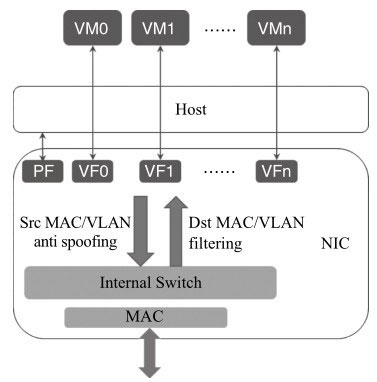 VM0 VM1 ...... VMn
Host
PF VF0 VF1 ...... VFn
Src MAC/VLAN Dst MAC/VLAN
anti spoofing filtering
NIC
Internal Switch
MAC